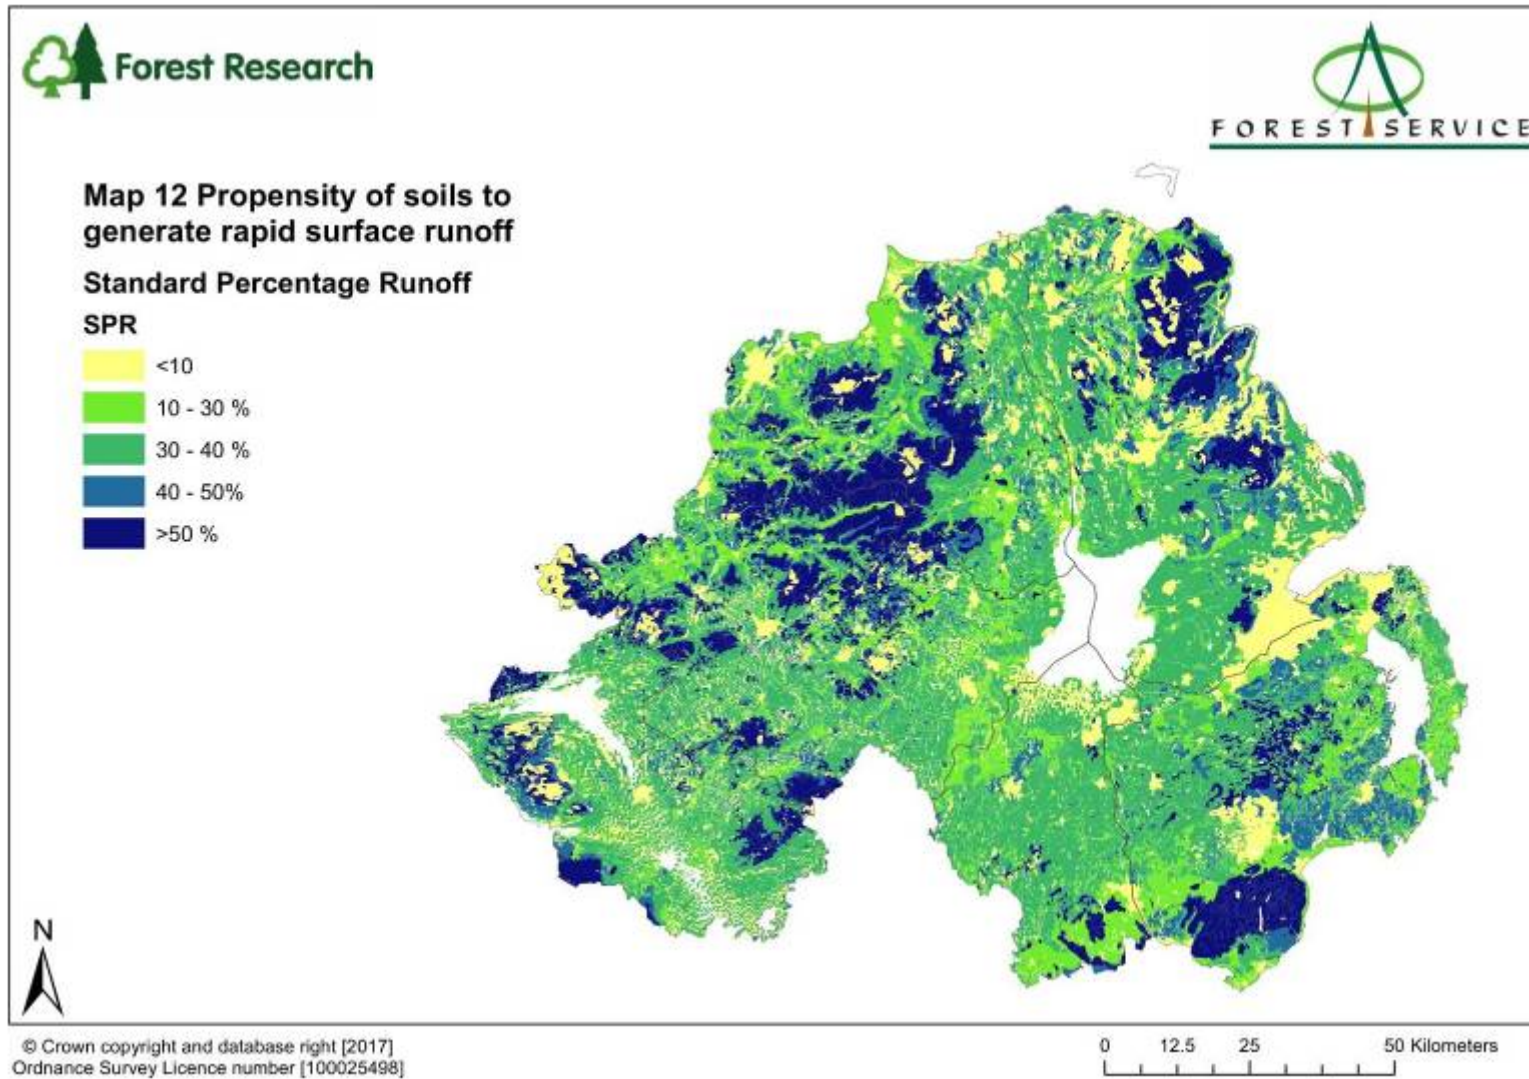 Forest Research
FOREST SERVICE
Map 12 Propensity of soils to
generate rapid surface runoff
Standard Percentage Runoff
SPR
<10
10 - 30 %
30 - 40 %
40 - 50%
>50 %
N
© Crown copyright and database right [2017]
Ordnance Survey Licence number [100025498]
0 12.5 25 50 Kilometers